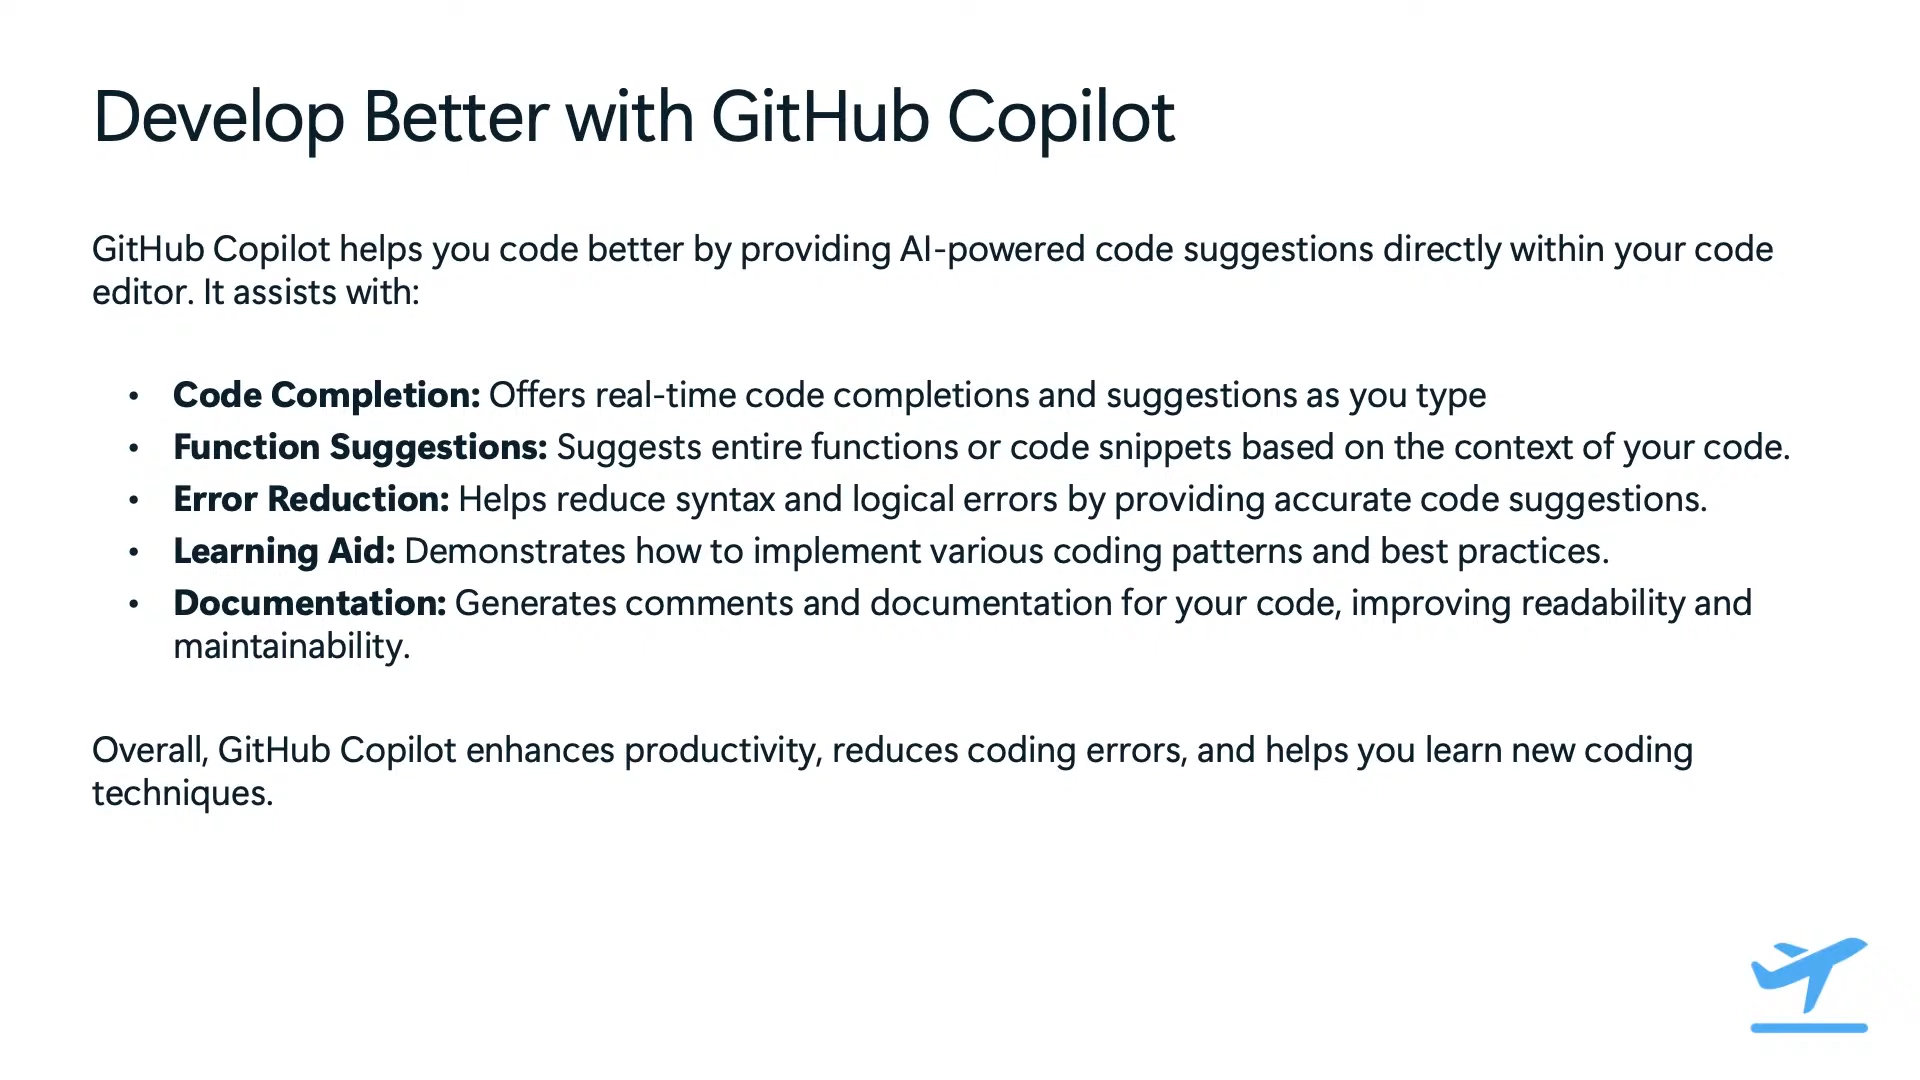 Develop Better with GitHub Copilot
GitHub Copilot helps you code better by providing AI-powered code suggestions directly within your code
editor. It assists with:
• Code Completion: Offers real-time code completions and suggestions as you type
• Function Suggestions: Suggests entire functions or code snippets based on the context of your code.
• Error Reduction: Helps reduce syntax and logical errors by providing accurate code suggestions.
• Learning Aid: Demonstrates how to implement various coding patterns and best practices.
• Documentation: Generates comments and documentation for your code, improving readability and
maintainability.
Overall, GitHub Copilot enhances productivity, reduces coding errors, and helps you learn new coding
techniques.